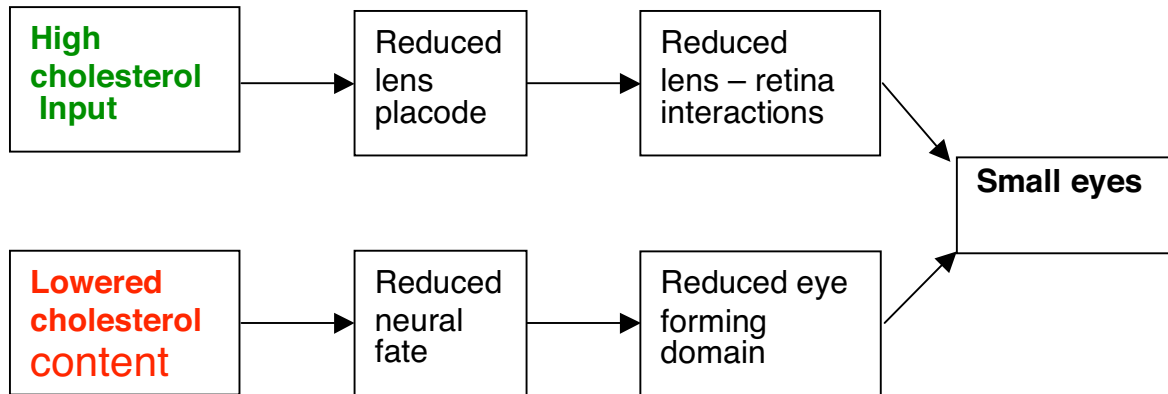 High
cholesterol
Input
Reduced
lens
placode
Reduced
lens – retina
interactions
Small eyes
Lowered
cholesterol
content
Reduced
neural
fate
Reduced eye
forming
domain